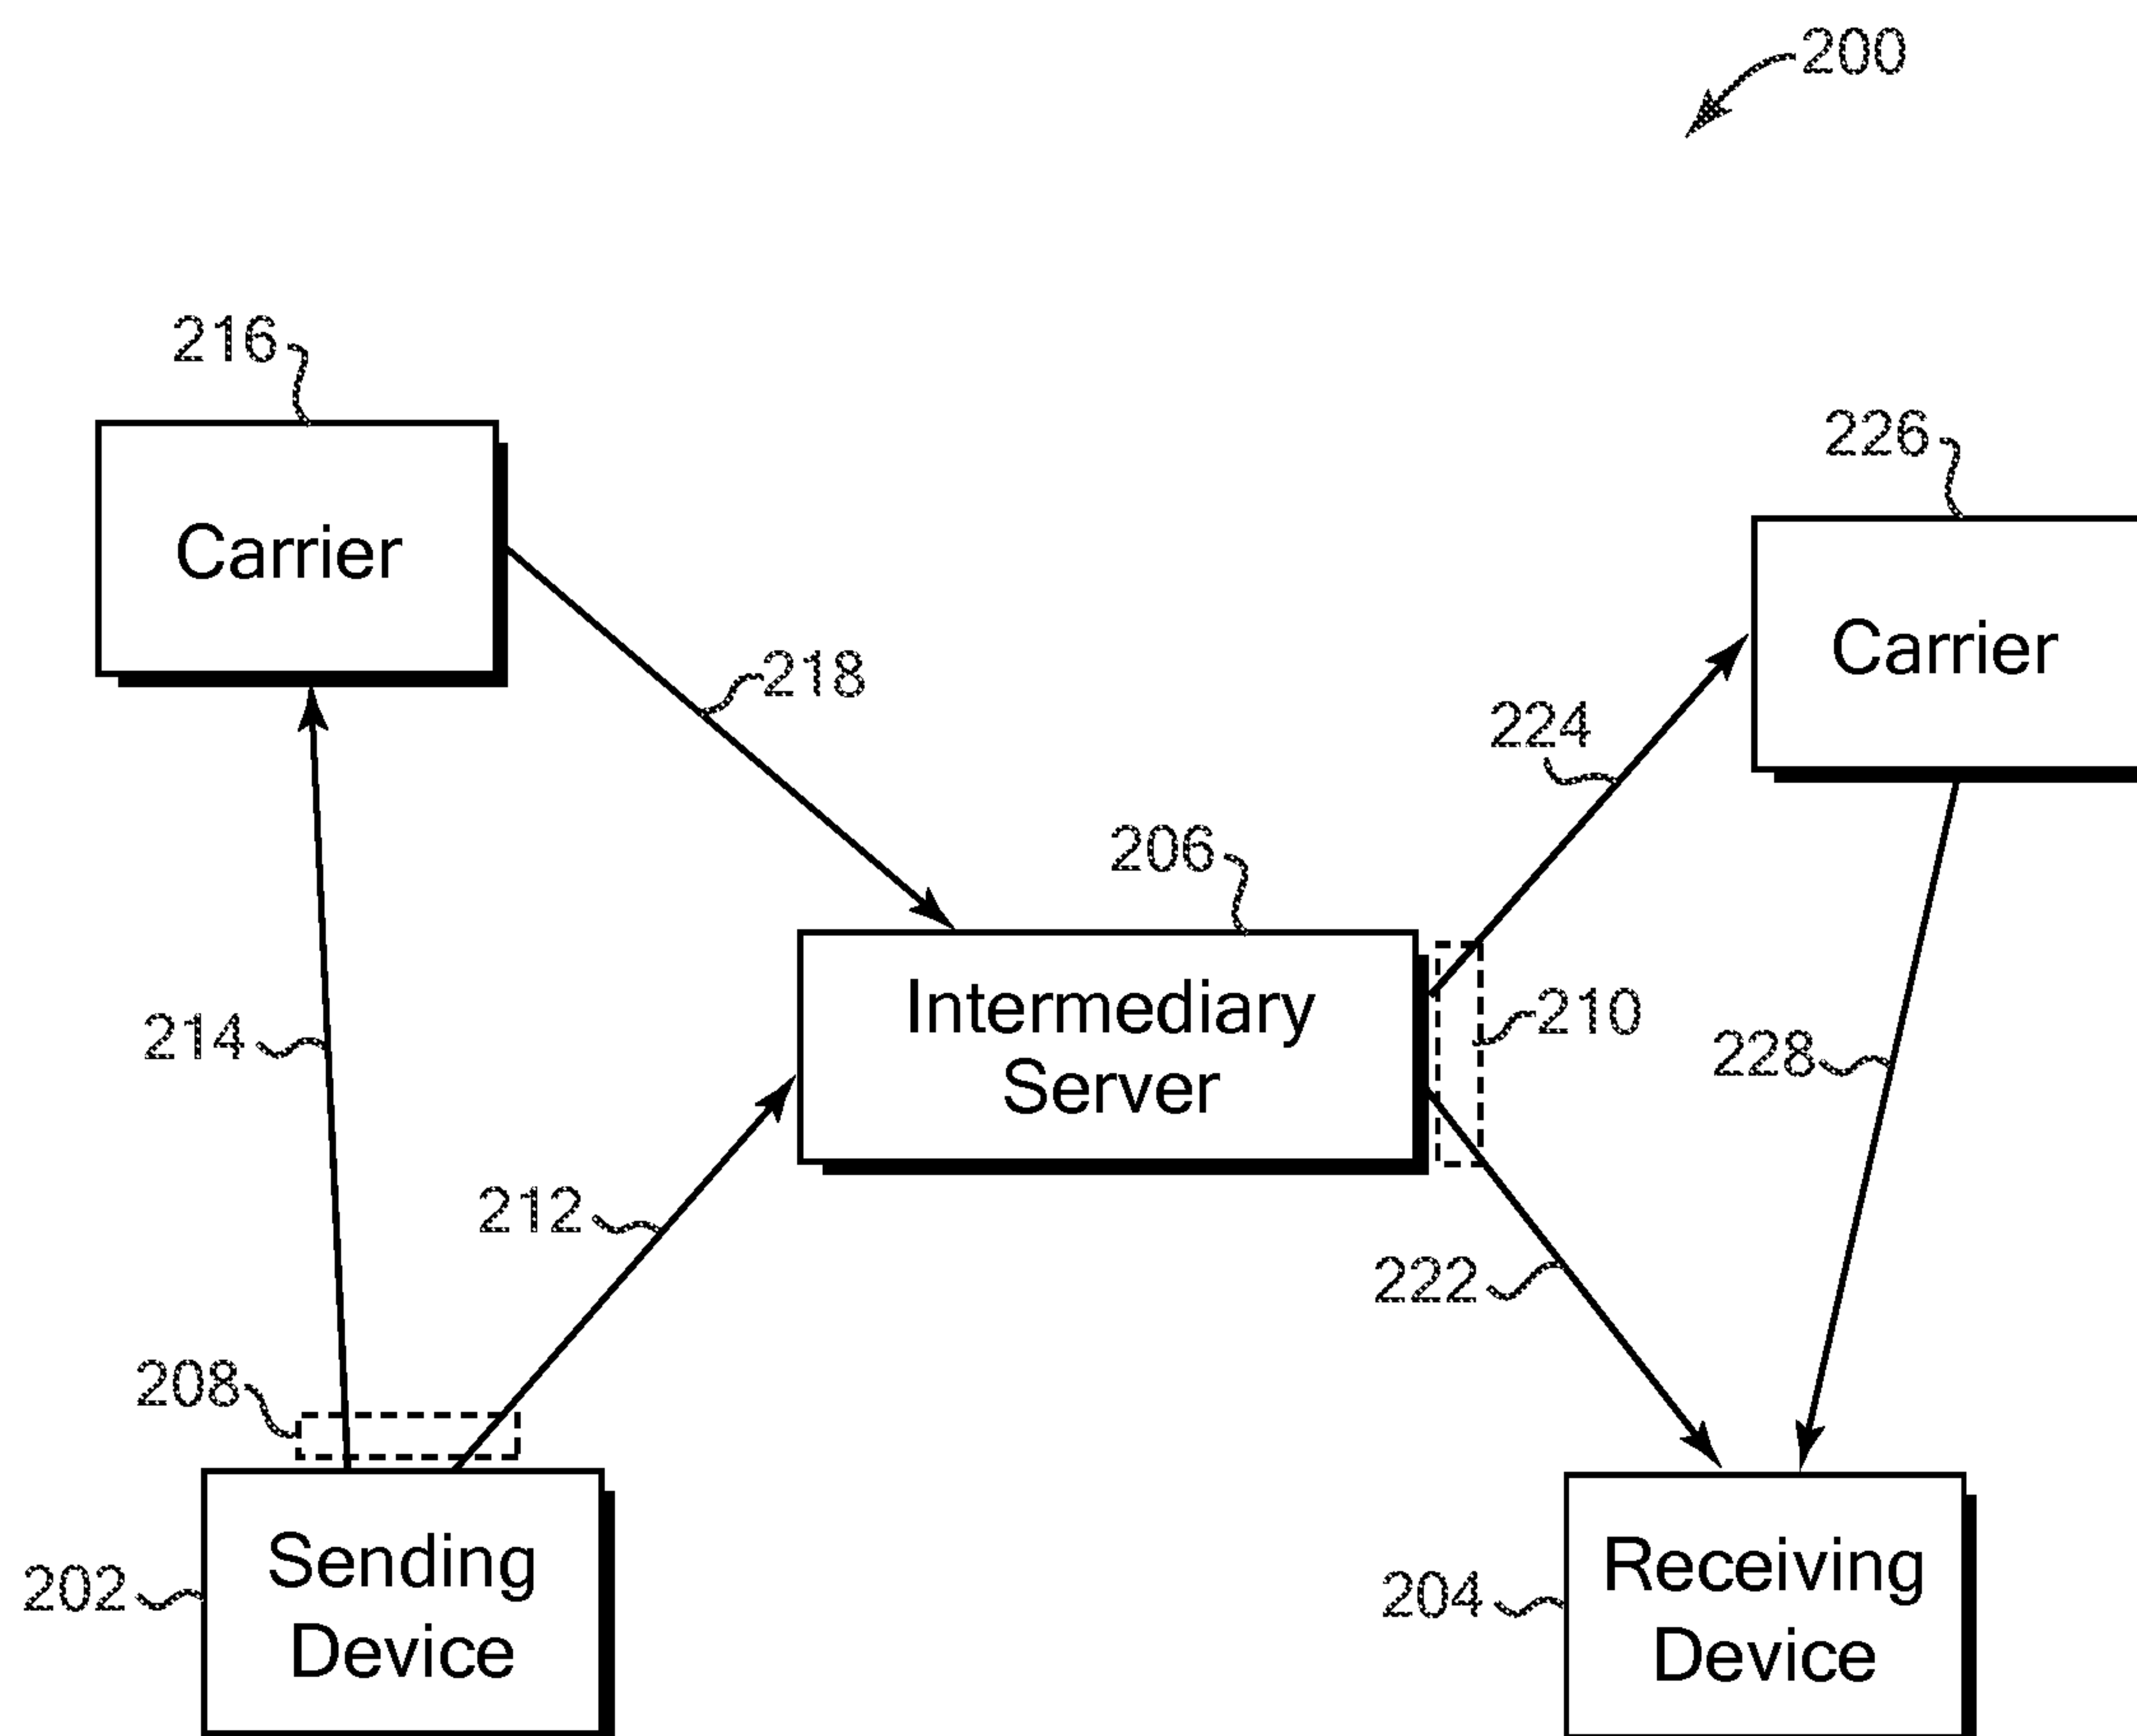 200
216
226
Carrier
Carrier
218
224
206
Intermediary
Server
210
214
228
212
222
208
Sending
Device
202
Receiving
Device
204